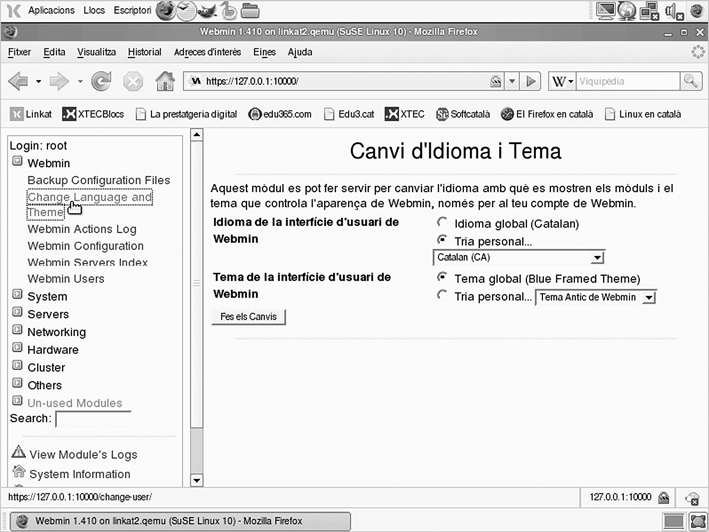 Aplicacions Llocs Escriptori
Webmin 1.410 on linkat2.qemu (SuSE Linux 10) - Mozilla Firefox
Fitxer Edita Visualitza Historial Adreces d'interès Eines Ajuda
https://127.0.0.1:10000/
W Viquipèdia
Linkat XTECBlocs La prestatgeria digital edu365.com Edu3.cat XTEC Softcatalà El Firefox en català Linux en català
Login: root
Webmin
Backup Configuration Files
Change Language and
Theme
Webmin Actions Log
Webmin Configuration
Webmin Servers Index
Webmin Users
System
Servers
Networking
Hardware
Cluster
Others
Un-used Modules
Search:
View Module's Logs
System Information
Canvi d'Idioma i Tema
Aquest mòdul es pot fer servir per canviar l'idioma amb què es mostren els mòduls i el
tema que controla l'aparença de Webmin, només per al teu compte de Webmin.
Idioma de la interfície d'usuari de
Webmin
Idioma global (Catalan)
Tria personal...
Catalan (CA)
Tema de la interfície d'usuari de
Webmin
Tema global (Blue Framed Theme)
Tria personal... Tema Antic de Webmin
Fes els Canvis
https://127.0.0.1:10000/change-user/
127.0.0.1:10000
Webmin 1.410 on linkat2.qemu (SuSE Linux 10) - Mozilla Firefox